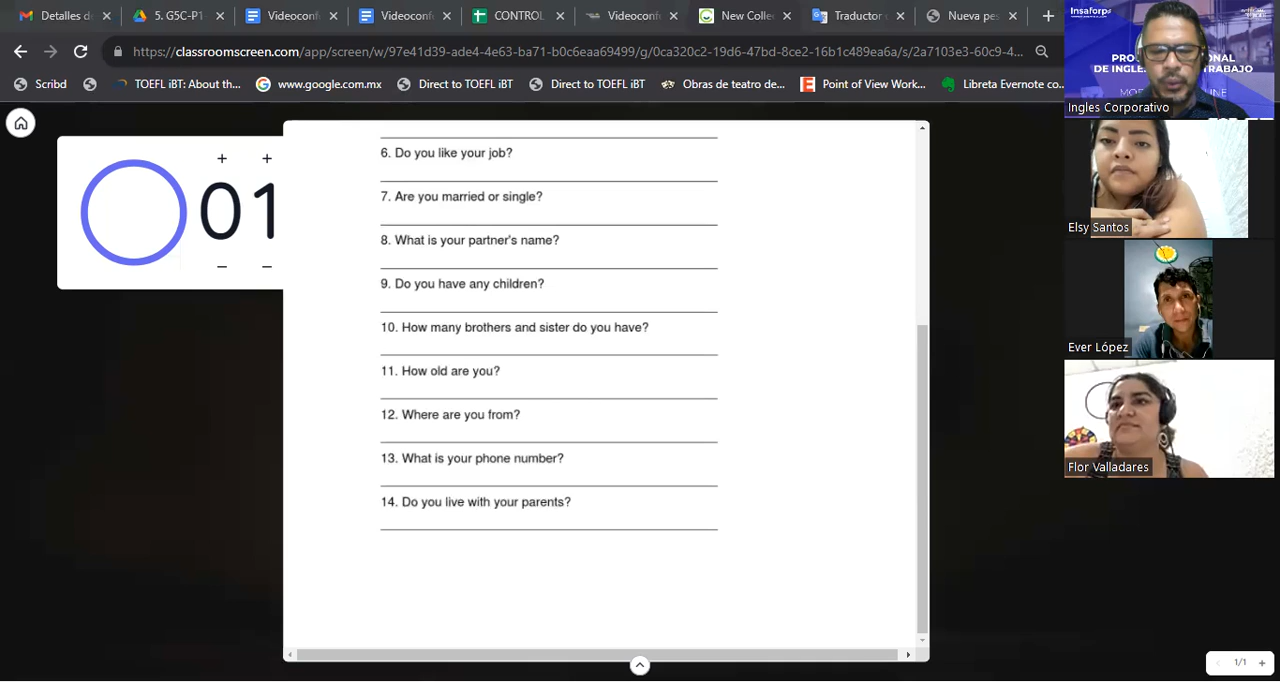 Detalles de
5. G5C-P1
Videoconfe
Videoconfe
CONTROL
Videoconfe
New Collec
Traductor
Nueva pes
https://classroomscreen.com/app/screen/w/97e41d39-ade4-4e63-ba71-b0c6eaa69499/g/0ca320c2-19d6-47bd-8ce2-16b1c489ea6a/s/2a7103e3-60c9-4...
Scribd
TOEFL iBT: About th...
www.google.com.mx
Direct to TOEFL iBT
Direct to TOEFL iBT
Obras de teatro de...
Point of View Work...
Libreta Evernote co...
Insaforp
Ingles Corporativo
Elsy Santos
Ever López
Flor Valladares
+ +
01
- -
6. Do you like your job?
7. Are you married or single?
8. What is your partner's name?
9. Do you have any children?
10. How many brothers and sister do you have?
11. How old are you?
12. Where are you from?
13. What is your phone number?
14. Do you live with your parents?
1/1